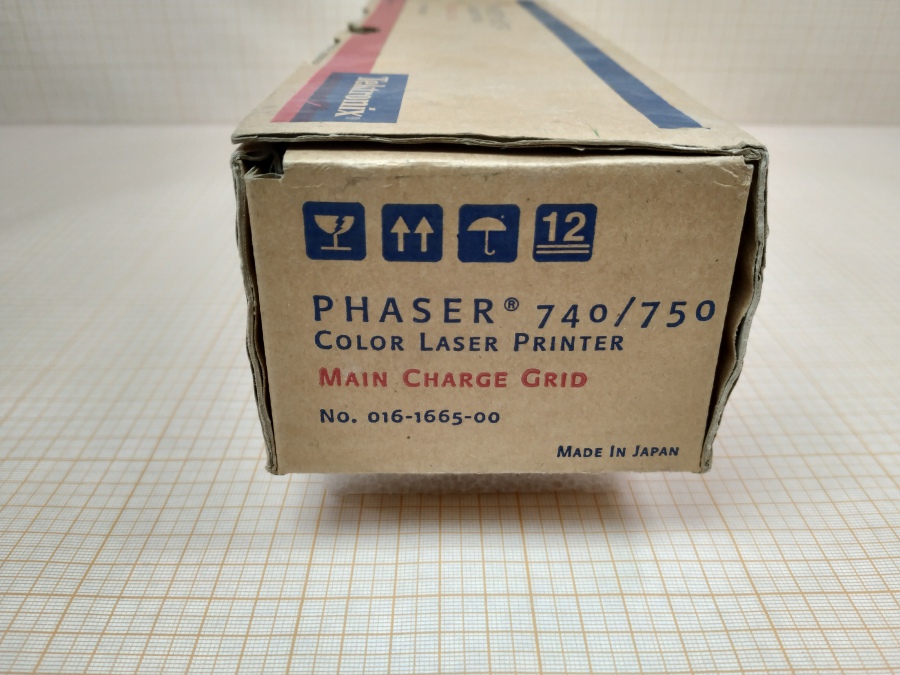 Tektronix®
12
PHASER® 740/750
COLOR LASER PRINTER
MAIN CHARGE GRID
No. 016-1665-00
MADE IN JAPAN